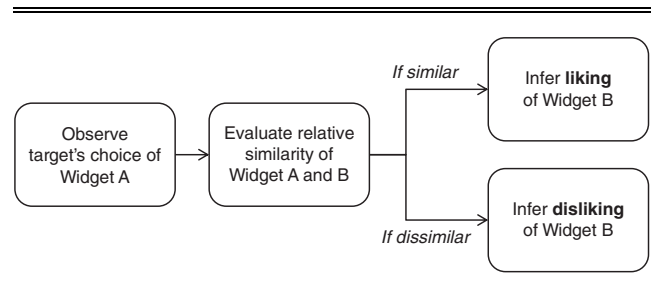 Observe
target's choice of
Widget A
Evaluate relative
similarity of
Widget A and B
If similar
Infer liking
of Widget B
If dissimilar
Infer disliking
of Widget B